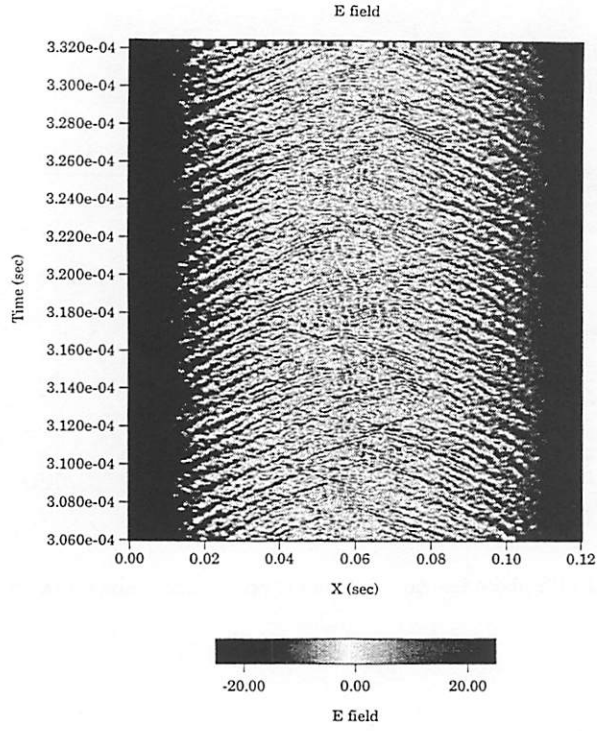 E field
3.320e-04
3.300e-04
3.280e-04
3.260e-04
3.240e-04
3.220e-04
3.200e-04
3.180e-04
3.160e-04
3.140e-04
3.120e-04
3.100e-04
3.080e-04
3.060e-04
Time (sec)
0.00 0.02 0.04 0.06 0.08 0.10 0.12
X (sec)
-20.00 0.00 20.00
E field